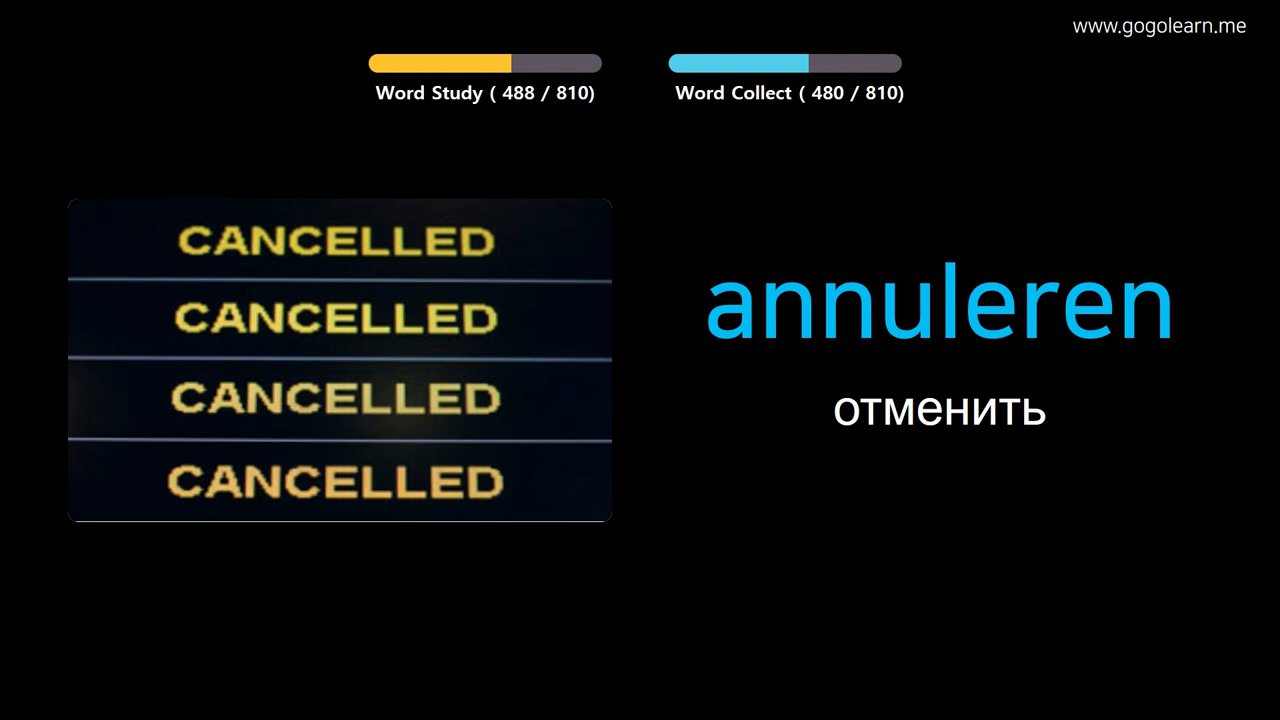 www.gogolearn.me
Word Study ( 488 / 810)
Word Collect ( 480 / 810)
CANCELLED
CANCELLED
CANCELLED
CANCELLED
annuleren
отменить